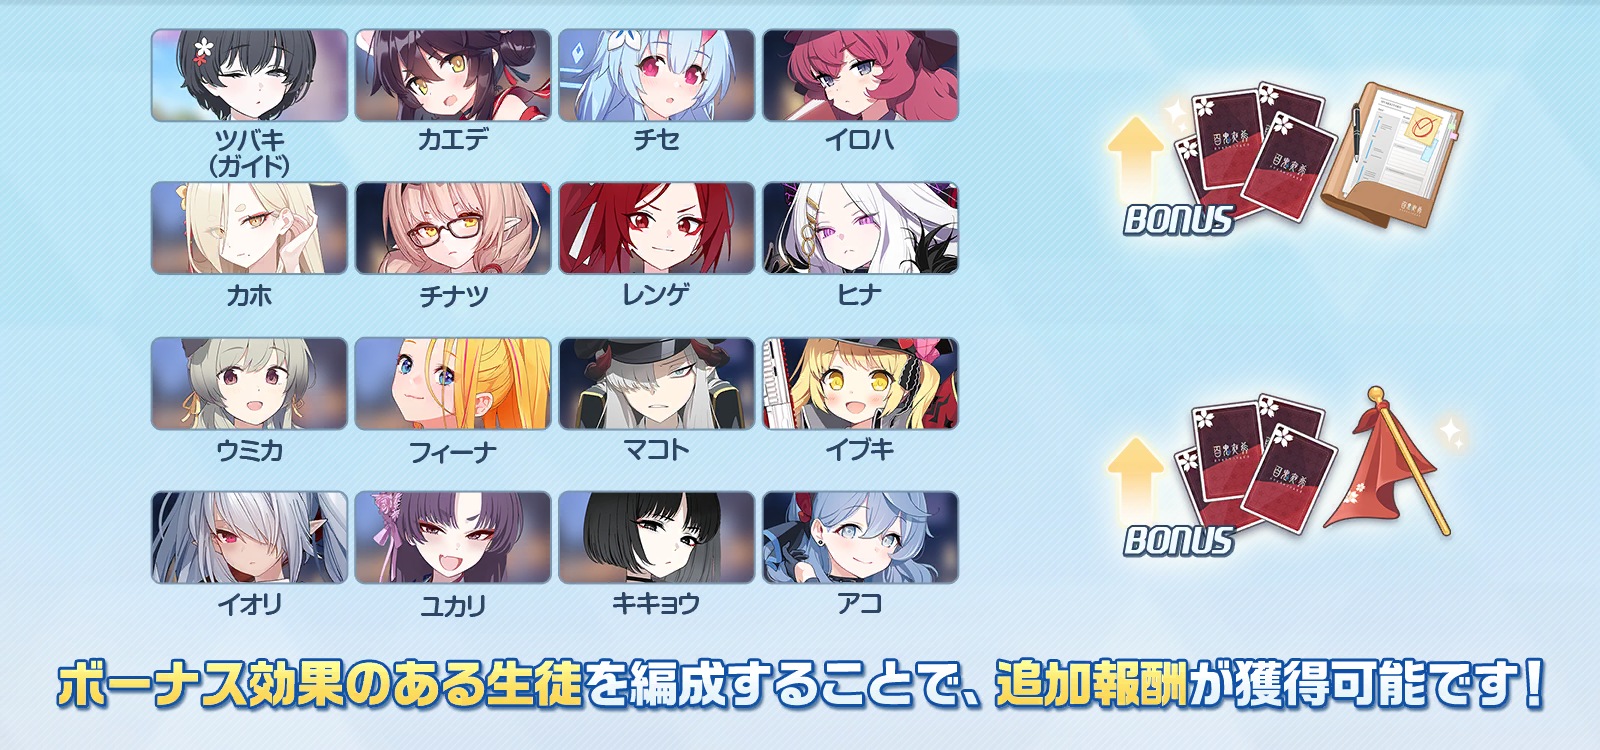 ツバキ
(ガイド)
カエデ
チセ
イロハ
カホ
チナツ
レンゲ
ヒナ
ウミカ
フィーナ
マコト
イブキ
イオリ
ユカリ
キキョウ
アコ
BONUS
BONUS
ボーナス効果のある生徒を編成することで、追加報酬が獲得可能です!